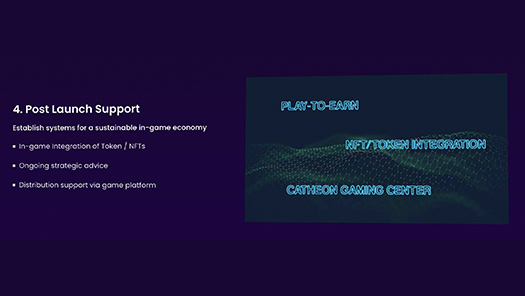 4. Post Launch Support
Establish systems for a sustainable in-game economy
In-game Integration of Token / NFTs
Ongoing strategic advice
Distribution support via game platform
PLAY-TO-EARN
NFT/TOKEN INTEGRATION
CATHEON GAMING CENTER